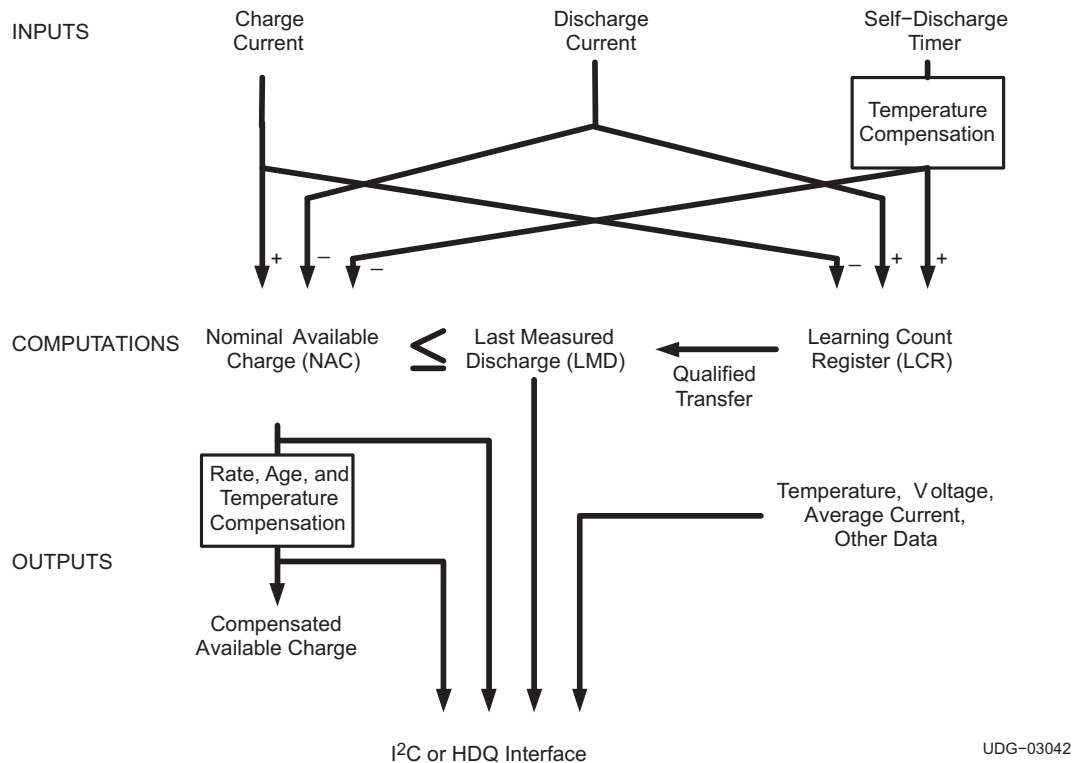 INPUTS
Charge
Current
Discharge
Current
Self−Discharge
Timer
Temperature
Compensation
+
−
−
−
+
+
COMPUTATIONS
Nominal Available
Charge (NAC)
≤
Last Measured
Discharge (LMD)
Qualified
Transfer
Learning Count
Register (LCR)
Rate, Age, and
Temperature
Compensation
Temperature, Voltage,
Average Current,
Other Data
OUTPUTS
Compensated
Available Charge
I²C or HDQ Interface
UDG−03042